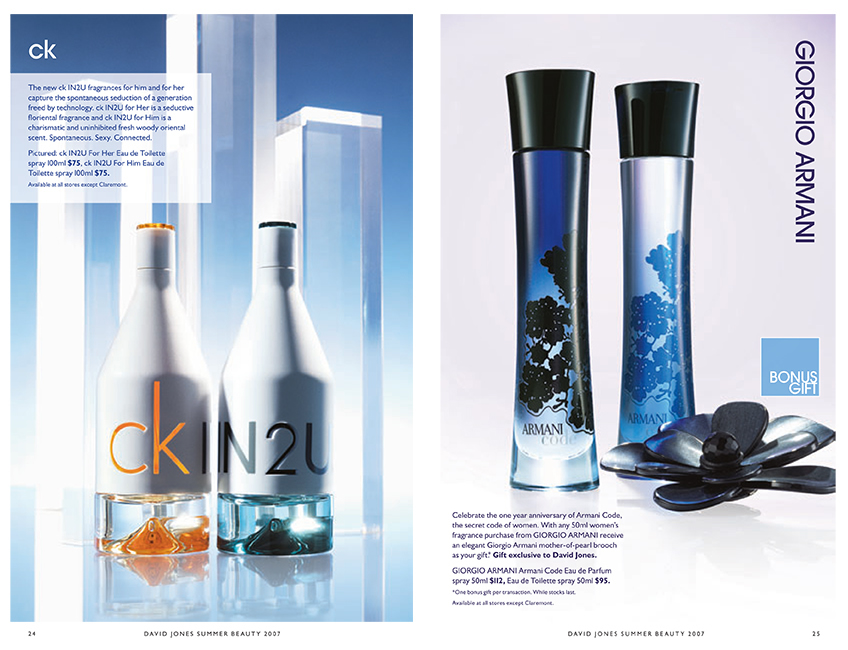 ck
The new ck IN2U fragrances for him and for her
capture the spontaneous seduction of a generation
freed by technology. ck IN2U for Her is a seductive
floriental fragrance and ck IN2U for Him is a
charismatic and uninhibited fresh woody oriental
scent. Spontaneous. Sexy. Connected.
Pictured: ck IN2U For Her Eau de Toilette
spray 100ml $75, ck IN2U For Him Eau de
Toilette spray 100ml $75.
Available at all stores except Claremont.
ck IN2U
24
DAVID JONES SUMMER BEAUTY 2007
GIORGIO ARMANI
BONUS
GIFT
ARMANI
code
ARMANI
Celebrate the one year anniversary of Armani Code,
the secret code of women. With any 50ml women's
fragrance purchase from GIORGIO ARMANI receive
an elegant Giorgio Armani mother-of-pearl brooch
as your gift.* Gift exclusive to David Jones.
GIORGIO ARMANI Armani Code Eau de Parfum
spray 50ml $112, Eau de Toilette spray 50ml $95.
*One bonus gift per transaction. While stocks last.
Available at all stores except Claremont.
DAVID JONES SUMMER BEAUTY 2007
25